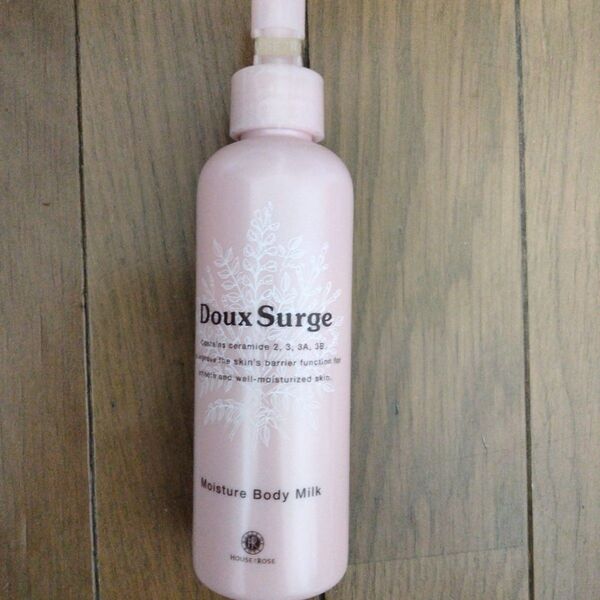 Doux Surge
Contains ceramide 2, 3, 3A, 3B.
improve the skin's barrier function for
smooth and well-moisturized skin.
Moisture Body Milk
HOUSE OF ROSE